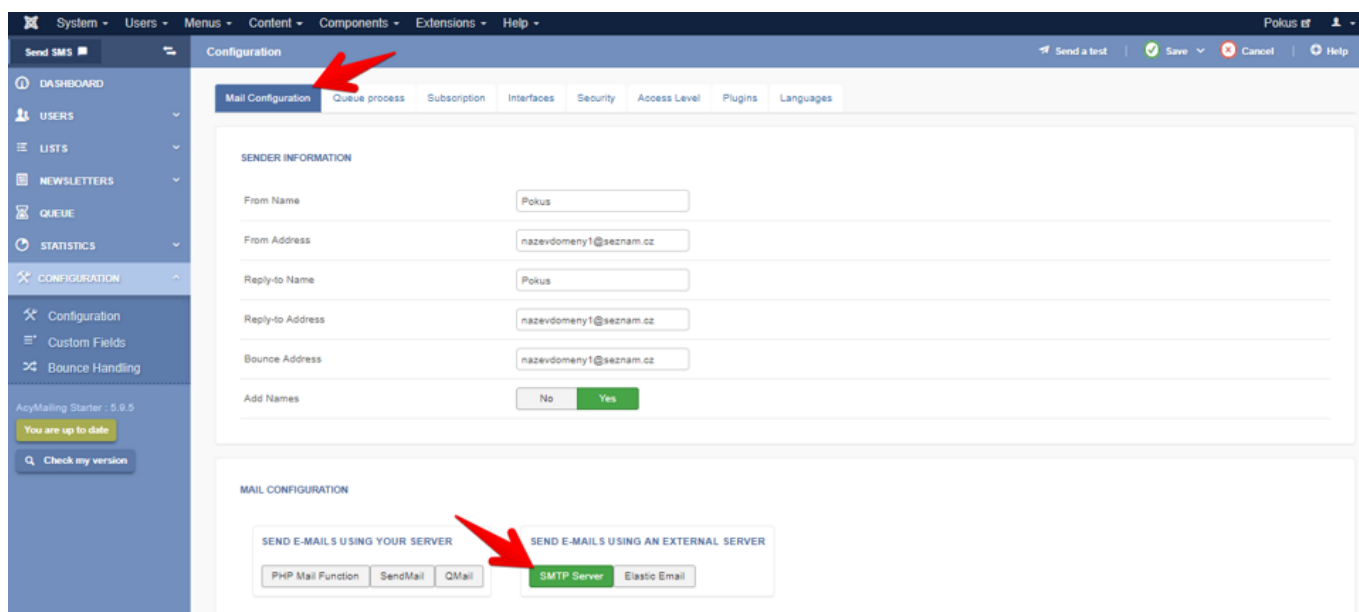 System Users Menus Content Components Extensions Help Pokus
Send SMS Configuration Send a test Save Cancel Help
DASHBOARD
Mail Configuration Queue process Subscription Interfaces Security Access Level Plugins Languages
USERS
LISTS
SENDER INFORMATION
NEWSLETTERS
From Name Pokus
QUEUE
From Address nazevdomeny1@seznam.cz
STATISTICS
CONFIGURATION
Reply-to Name Pokus
Configuration
Reply-to Address nazevdomeny1@seznam.cz
Custom Fields
Bounce Address nazevdomeny1@seznam.cz
Bounce Handling
Add Names No Yes
AcyMailing Starter : 5.9.5
You are up to date
Check my version
MAIL CONFIGURATION
SEND E-MAILS USING YOUR SERVER SEND E-MAILS USING AN EXTERNAL SERVER
PHP Mail Function SendMail QMail SMTP Server Elastic Email